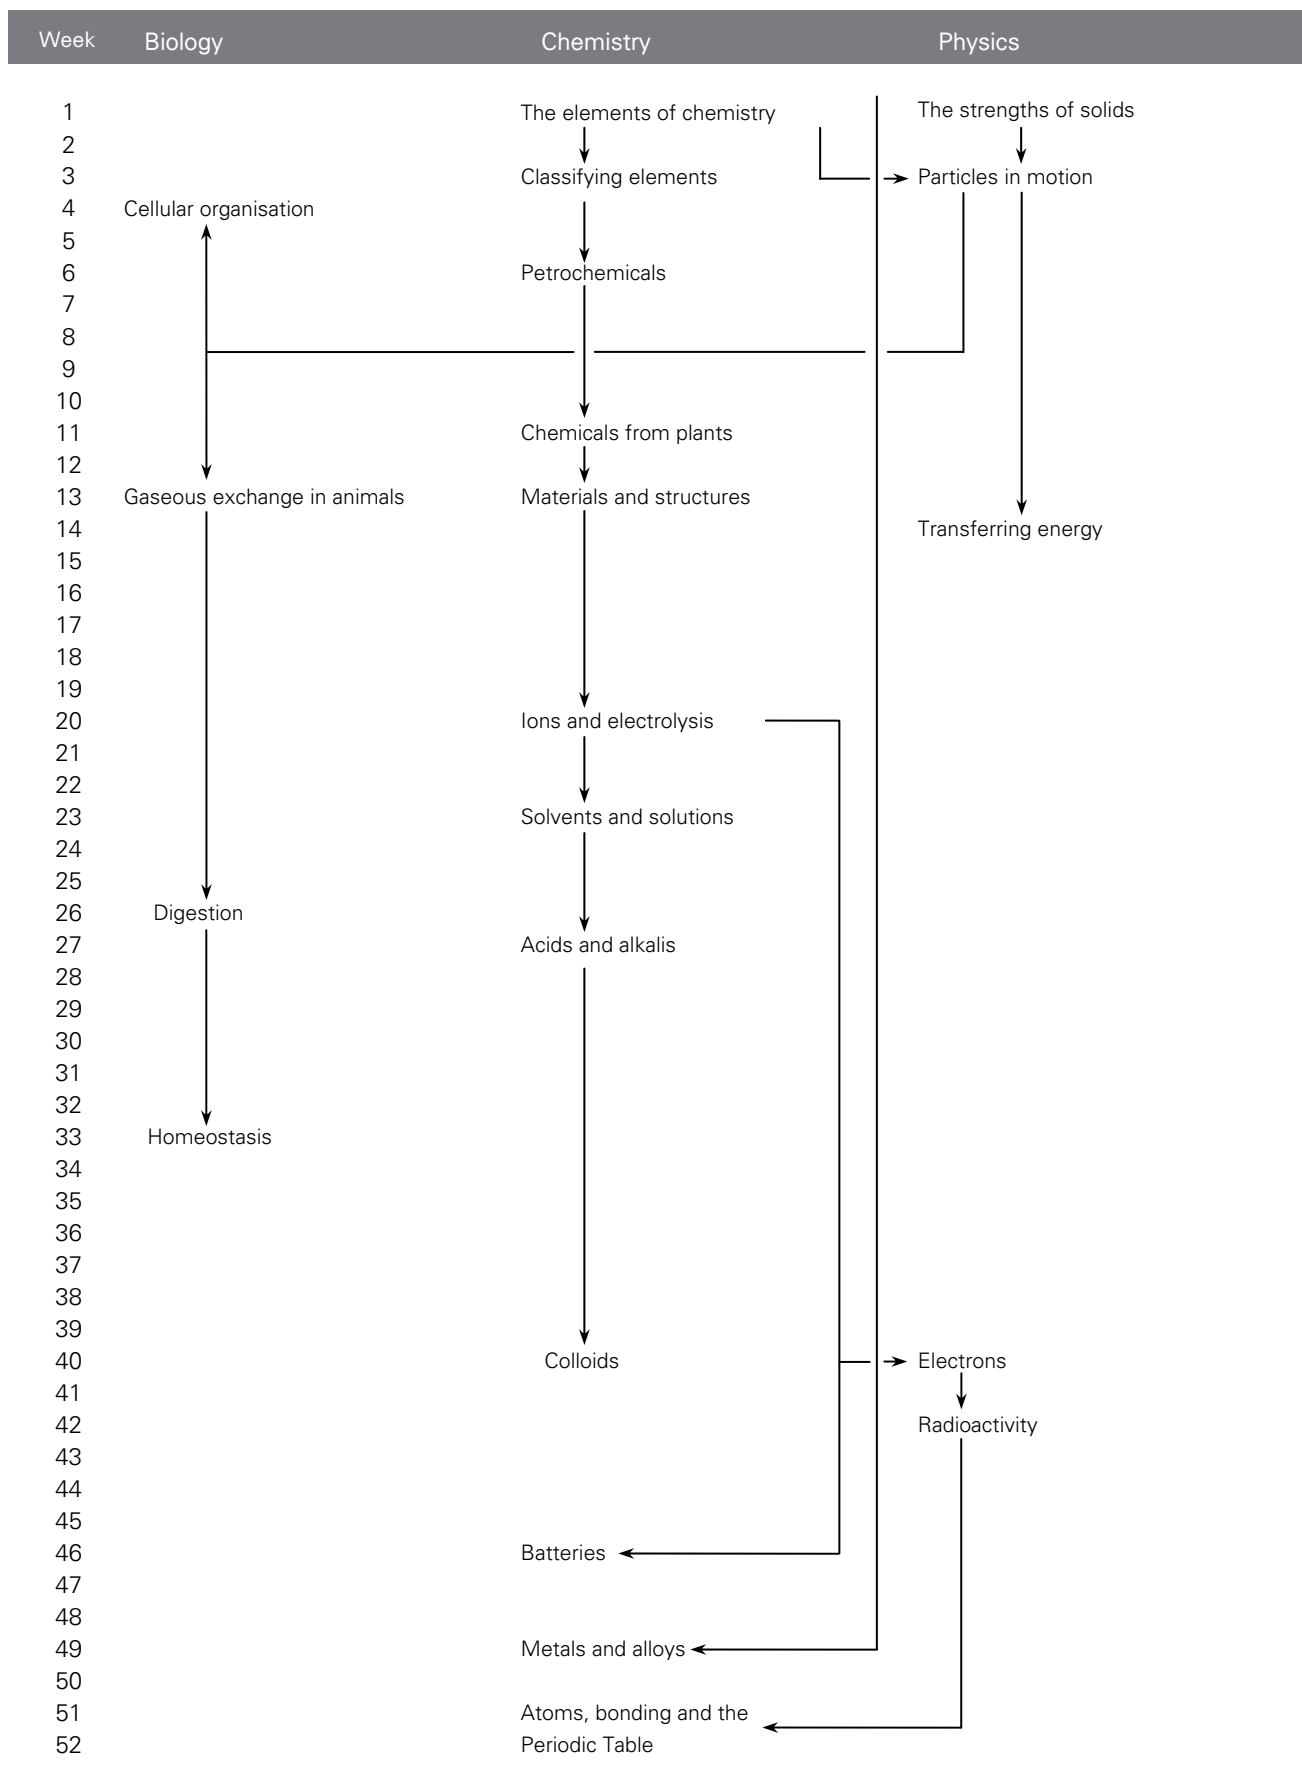 Week Biology Chemistry Physics
1 The elements of chemistry The strengths of solids
2
3 Classifying elements Particles in motion
4 Cellular organisation
5
6 Petrochemicals
7
8
9
10
11 Chemicals from plants
12
13 Gaseous exchange in animals Materials and structures
14 Transferring energy
15
16
17
18
19
20 Ions and electrolysis
21
22
23 Solvents and solutions
24
25
26 Digestion
27 Acids and alkalis
28
29
30
31
32
33 Homeostasis
34
35
36
37
38
39
40 Colloids Electrons
41
42 Radioactivity
43
44
45
46 Batteries
47
48
49 Metals and alloys
50
51 Atoms, bonding and the
52 Periodic Table